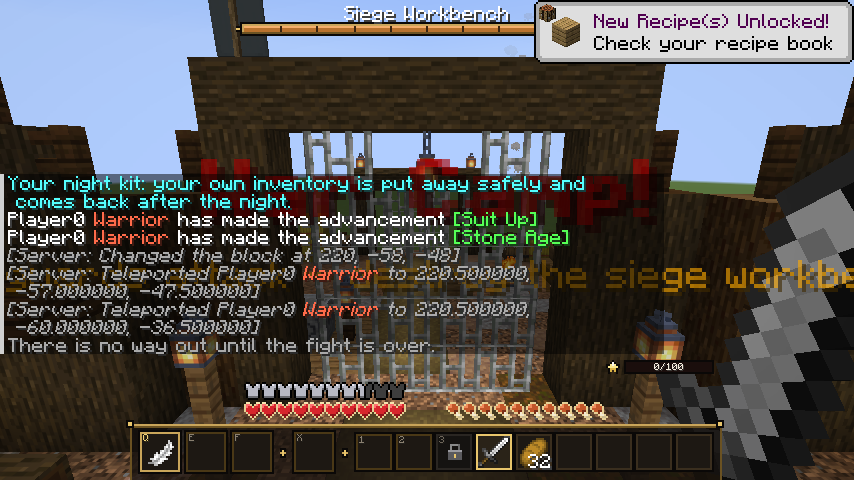 Siege Workbench
New Recipe(s) Unlocked!
Check your recipe book
Camp!
Your night kit: your own inventory is put away safely and
comes back after the night.
Player0 Warrior has made the advancement [Suit Up]
Player0 Warrior has made the advancement [Stone Age]
[Server: Changed the block at 220, -58, -48]
[Server: Teleported Player0 Warrior to 220.500000,
-57.000000, -47.500000]
the siege workbe
[Server: Teleported Player0 Warrior to 220.500000,
-60.000000, -36.500000]
There is no way out until the fight is over.
0/100
Q E F X 1 2 3
32